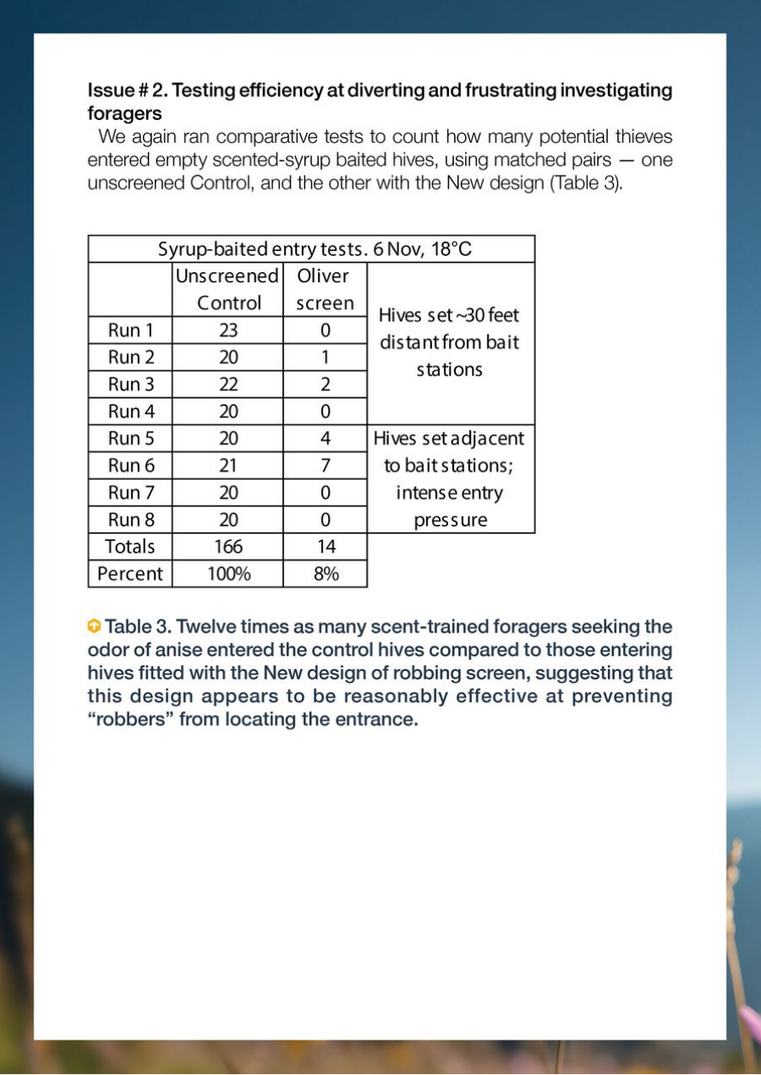 Issue # 2. Testing efficiency at diverting and frustrating investigating
foragers
We again ran comparative tests to count how many potential thieves
entered empty scented-syrup baited hives, using matched pairs — one
unscreened Control, and the other with the New design (Table 3).
Syrup-baited entry tests. 6 Nov, 18°C
Unscreened Control Oliver screen
Hives set ~30 feet
distant from bait
stations
Run 1 23 0
Run 2 20 1
Run 3 22 2
Run 4 20 0
Run 5 20 4
Run 6 21 7
Run 7 20 0
Run 8 20 0
Hives set adjacent
to bait stations;
intense entry
pressure
Totals 166 14
Percent 100% 8%
Table 3. Twelve times as many scent-trained foragers seeking the
odor of anise entered the control hives compared to those entering
hives fitted with the New design of robbing screen, suggesting that
this design appears to be reasonably effective at preventing
“robbers” from locating the entrance.